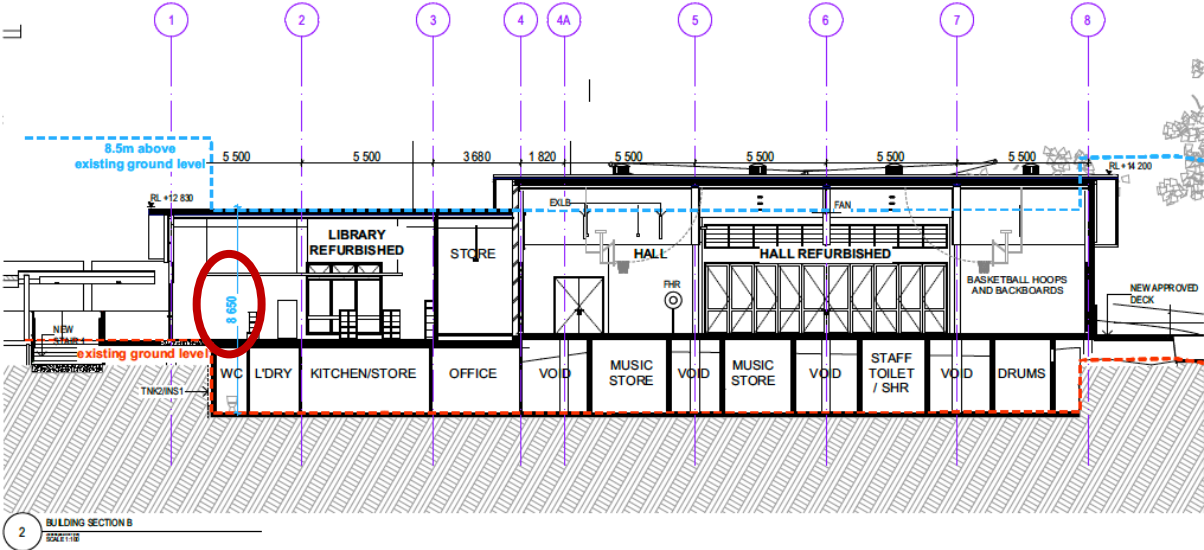 1 2 3 4 4A 5 6 7 8
8.5m above
existing ground level
5 500 5 500 3 680 1 820 5 500 5 500 5 500 5 500
RL +12 830
RL +14 200
EXLB
FAN
LIBRARY
REFURBISHED
STORE
HALL
HALL REFURBISHED
BASKETBALL HOOPS
AND BACKBOARDS
FHR
8 650
NEW APPROVED
DECK
NEW
STAIR
existing ground level
WC L'DRY KITCHEN/STORE OFFICE VOID
MUSIC
STORE
VOID
MUSIC
STORE
VOID
STAFF
TOILET
/ SHR
VOID DRUMS
TNK2/INS1
2
BUILDING SECTION B
SCALE 1:100